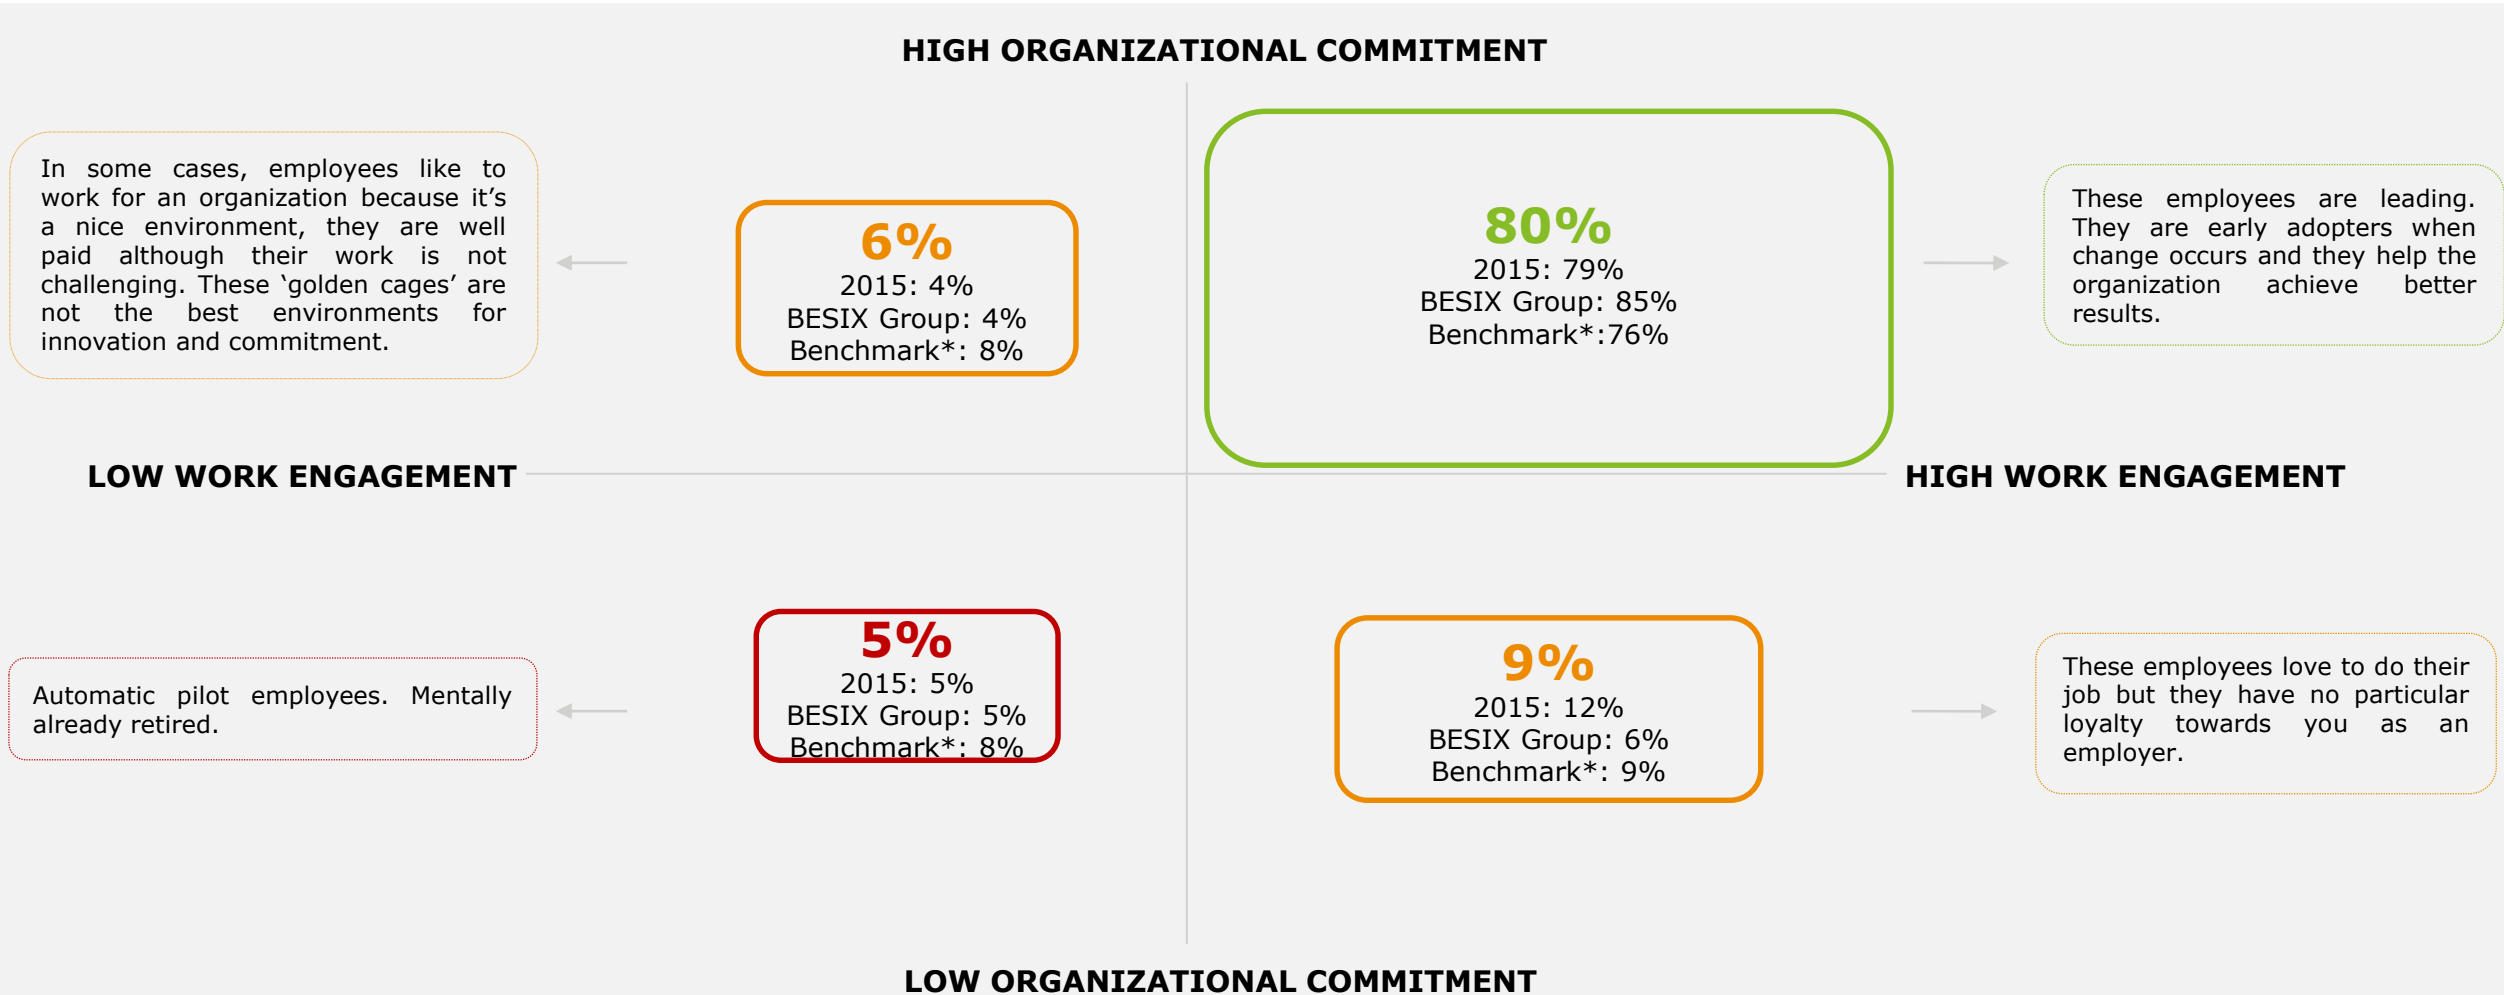 HIGH ORGANIZATIONAL COMMITMENT
In some cases, employees like to
work for an organization because it’s
a nice environment, they are well
paid although their work is not
challenging. These ‘golden cages’ are
not the best environments for
innovation and commitment.
6%
2015: 4%
BESIX Group: 4%
Benchmark*: 8%
80%
2015: 79%
BESIX Group: 85%
Benchmark*:76%
These employees are leading.
They are early adopters when
change occurs and they help the
organization achieve better
results.
LOW WORK ENGAGEMENT
HIGH WORK ENGAGEMENT
Automatic pilot employees. Mentally
already retired.
5%
2015: 5%
BESIX Group: 5%
Benchmark*: 8%
9%
2015: 12%
BESIX Group: 6%
Benchmark*: 9%
These employees love to do their
job but they have no particular
loyalty towards you as an
employer.
LOW ORGANIZATIONAL COMMITMENT